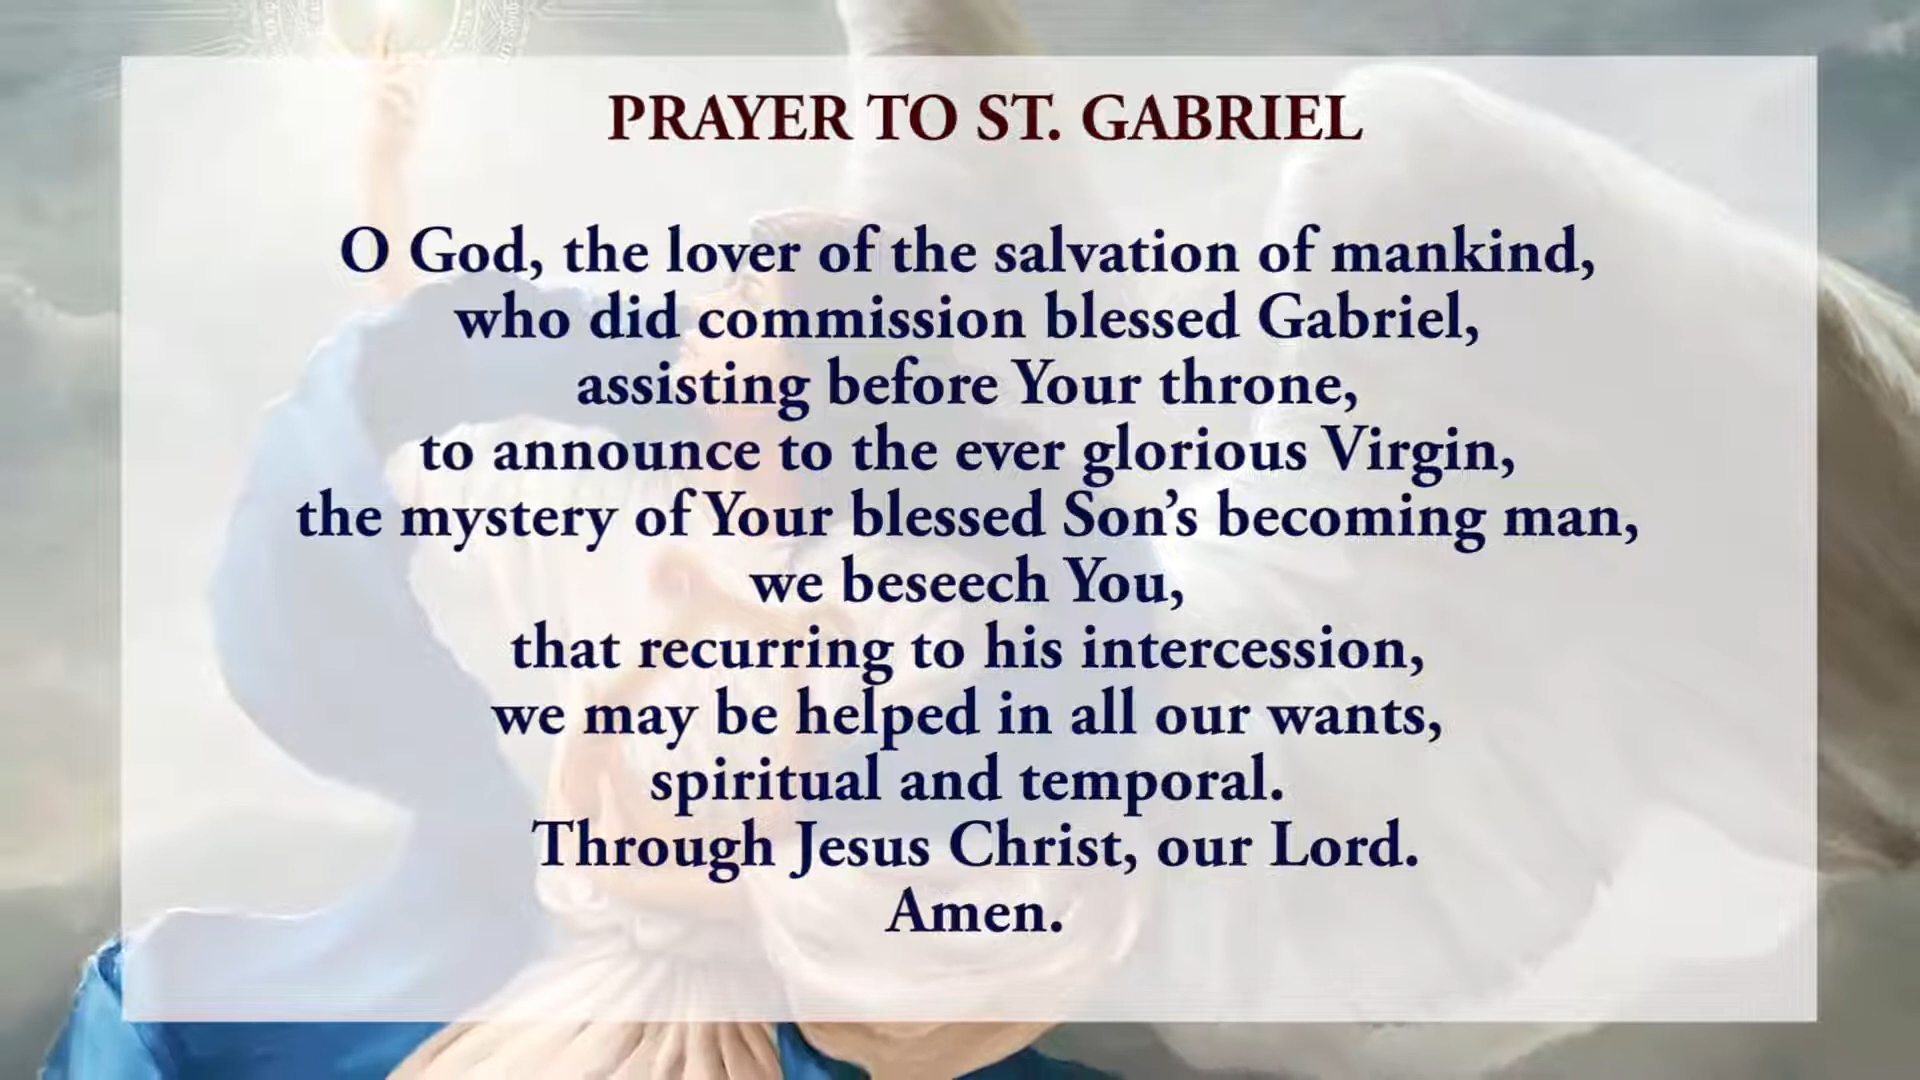 PRAYER TO ST. GABRIEL
O God, the lover of the salvation of mankind,
who did commission blessed Gabriel,
assisting before Your throne,
to announce to the ever glorious Virgin,
the mystery of Your blessed Son’s becoming man,
we beseech You,
that recurring to his intercession,
we may be helped in all our wants,
spiritual and temporal.
Through Jesus Christ, our Lord.
Amen.